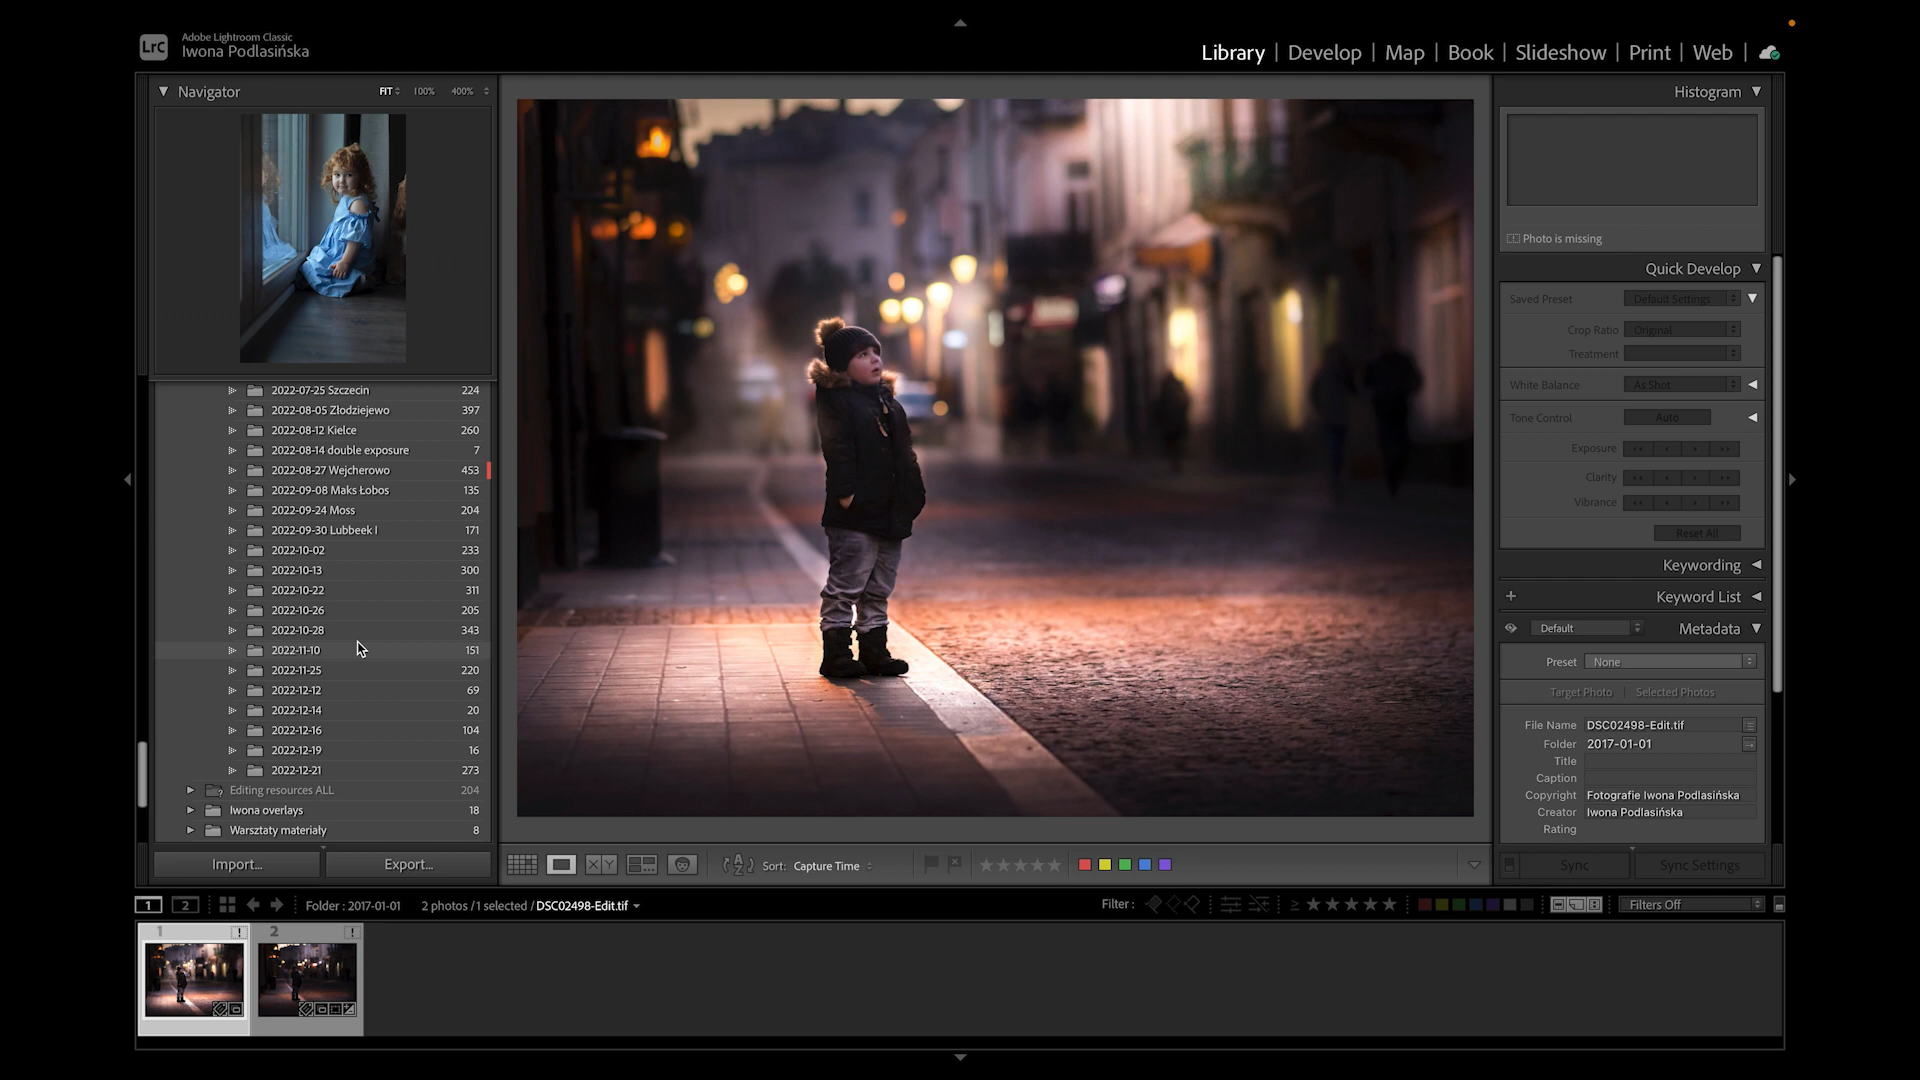 LrC
Adobe Lightroom Classic
Iwona Podlasińska
Library | Develop | Map | Book | Slideshow | Print | Web |
Navigator FIT 100% 400%
2022-07-25 Szczecin 224
2022-08-05 Złodziejewo 397
2022-08-12 Kielce 260
2022-08-14 double exposure 7
2022-08-27 Wejcherowo 453
2022-09-08 Maks Łobos 135
2022-09-24 Moss 204
2022-09-30 Lubbeek I 171
2022-10-02 233
2022-10-13 300
2022-10-22 311
2022-10-26 205
2022-10-28 343
2022-11-10 151
2022-11-25 220
2022-12-12 69
2022-12-14 20
2022-12-16 104
2022-12-19 16
2022-12-21 273
Editing resources ALL 204
Iwona overlays 18
Warsztaty materiały 8
Import... Export...
Sort: Capture Time
Histogram
Photo is missing
Quick Develop
Saved Preset Default Settings
Crop Ratio Original
Treatment
White Balance As Shot
Tone Control Auto
Exposure
Clarity
Vibrance
Reset All
Keywording
Keyword List
Default Metadata
Preset None
Target Photo Selected Photos
File Name DSC02498-Edit.tif
Folder 2017-01-01
Title
Caption
Copyright Fotografie Iwona Podlasińska
Creator Iwona Podlasińska
Rating
Sync Sync Settings
1 2 Folder : 2017-01-01 2 photos / 1 selected / DSC02498-Edit.tif Filter : Filters Off
1 2